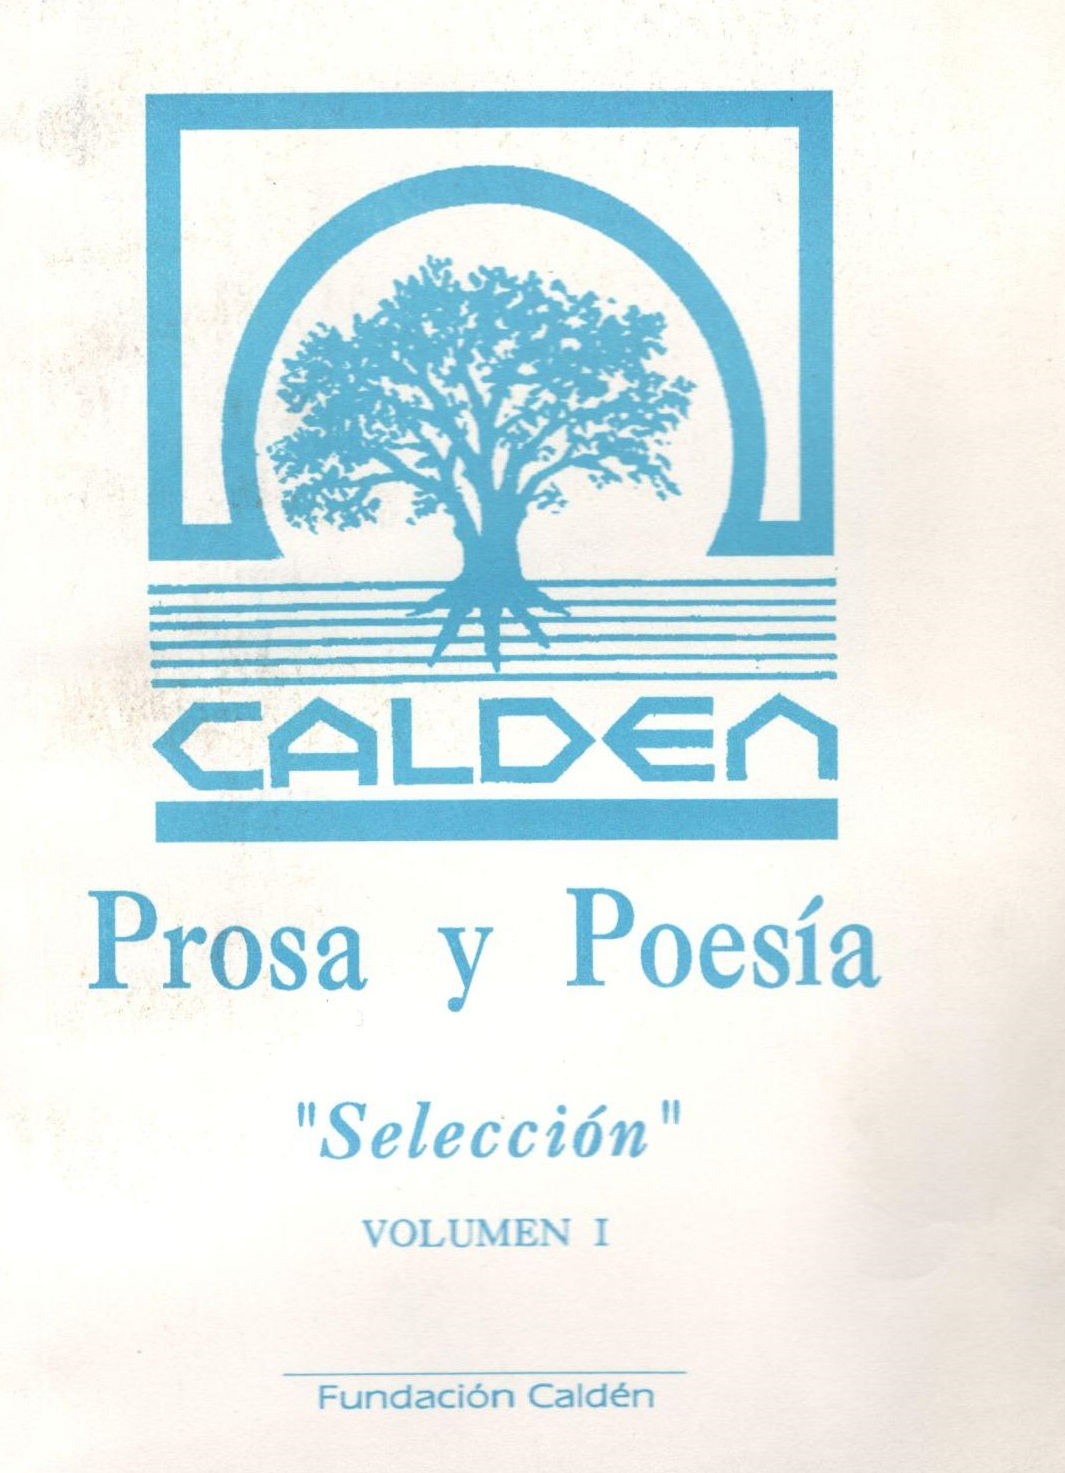 CALDEN
Prosa y Poesía
"Selección"
VOLUMEN I
Fundación Caldén